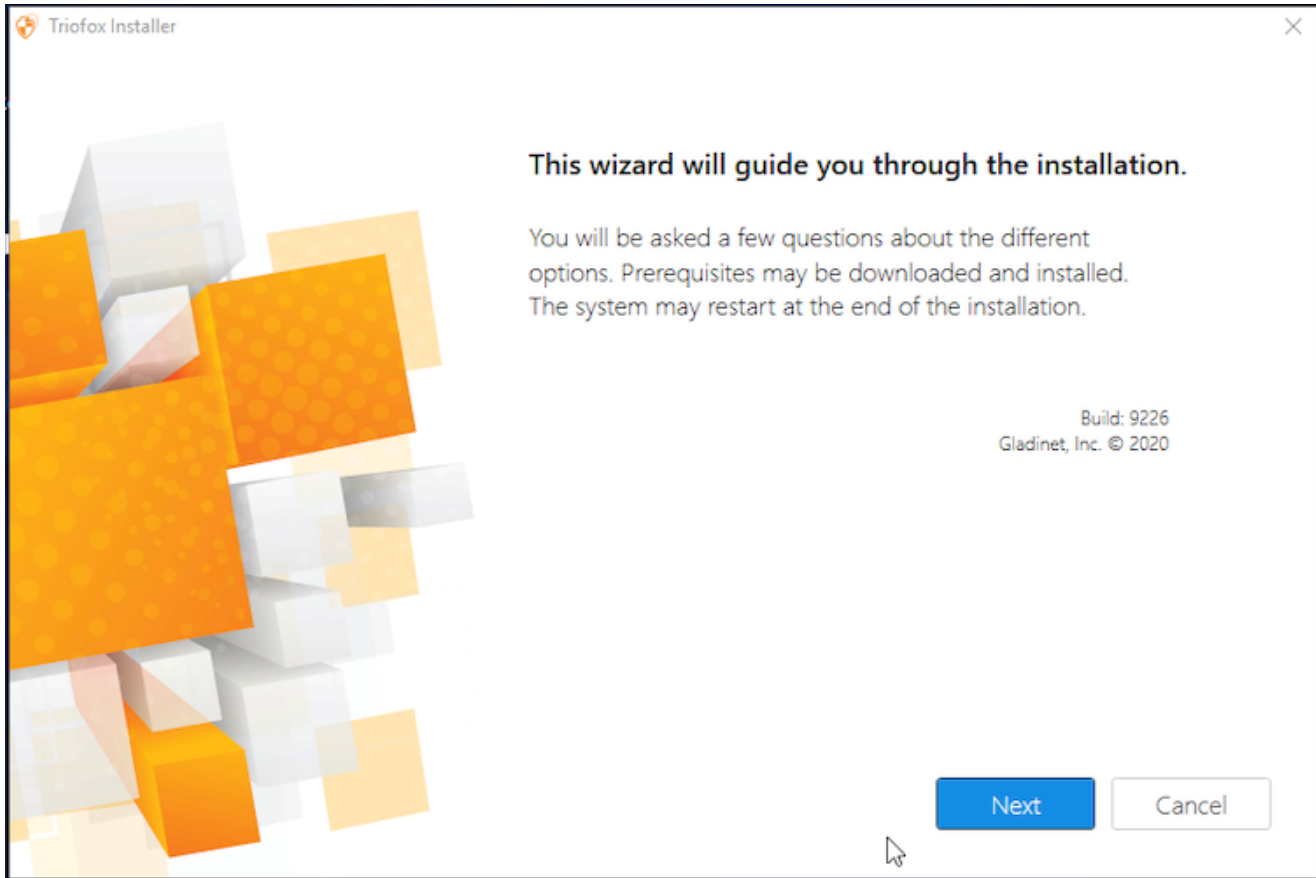 Triofox Installer
This wizard will guide you through the installation.
You will be asked a few questions about the different
options. Prerequisites may be downloaded and installed.
The system may restart at the end of the installation.
Build: 9226
Gladinet, Inc. © 2020
Next
Cancel